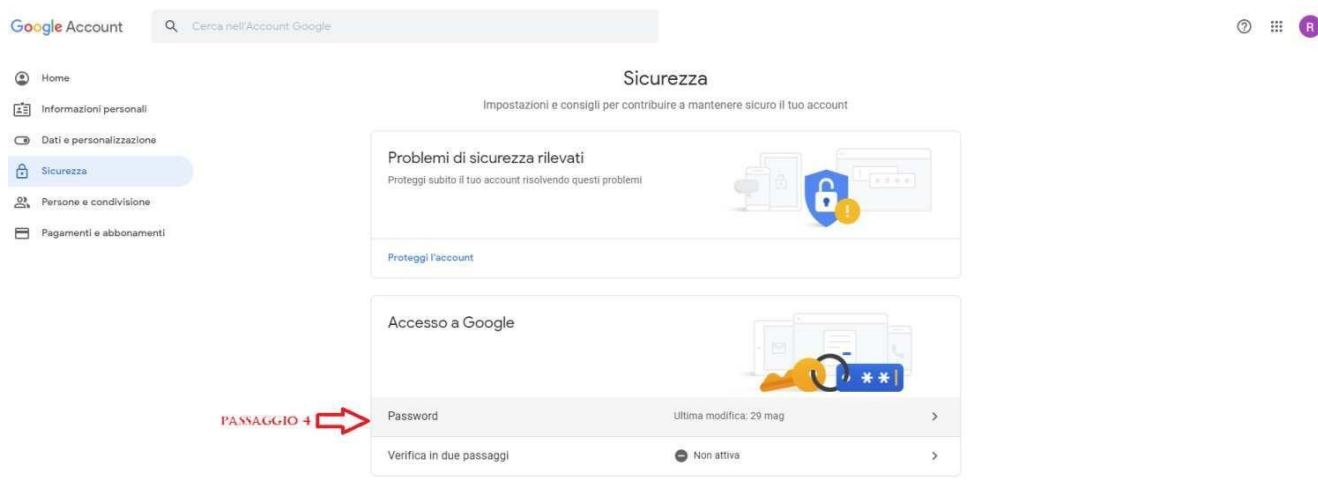 Google Account
Cerca nell'Account Google
R
Home
Informazioni personali
Dati e personalizzazione
Sicurezza
Persone e condivisione
Pagamenti e abbonamenti
Sicurezza
Impostazioni e consigli per contribuire a mantenere sicuro il tuo account
Problemi di sicurezza rilevati
Proteggi subito il tuo account risolvendo questi problemi
Proteggi l'account
Accesso a Google
PASSAGGIO 4
Password Ultima modifica: 29 mag
Verifica in due passaggi Non attiva